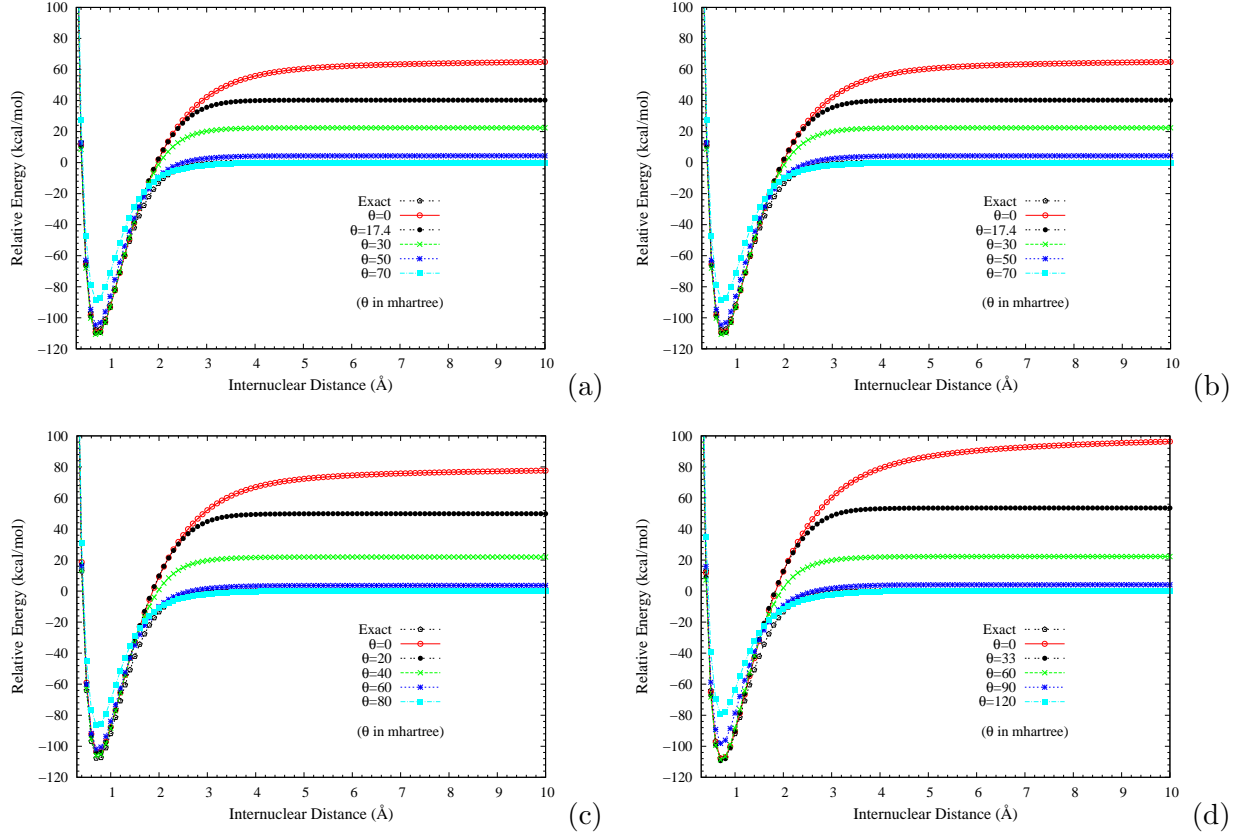 100
80
60
40
20
0
−20
−40
−60
−80
−100
−120
1 2 3 4 5 6 7 8 9 10
Relative Energy (kcal/mol)
Internuclear Distance (Å)
Exact
θ=0
θ=17.4
θ=30
θ=50
θ=70
(θ in mhartree)
(a)
100
80
60
40
20
0
−20
−40
−60
−80
−100
−120
1 2 3 4 5 6 7 8 9 10
Relative Energy (kcal/mol)
Internuclear Distance (Å)
Exact
θ=0
θ=17.4
θ=30
θ=50
θ=70
(θ in mhartree)
(b)
100
80
60
40
20
0
−20
−40
−60
−80
−100
−120
1 2 3 4 5 6 7 8 9 10
Relative Energy (kcal/mol)
Internuclear Distance (Å)
Exact
θ=0
θ=20
θ=40
θ=60
θ=80
(θ in mhartree)
(c)
100
80
60
40
20
0
−20
−40
−60
−80
−100
−120
1 2 3 4 5 6 7 8 9 10
Relative Energy (kcal/mol)
Internuclear Distance (Å)
Exact
θ=0
θ=33
θ=60
θ=90
θ=120
(θ in mhartree)
(d)